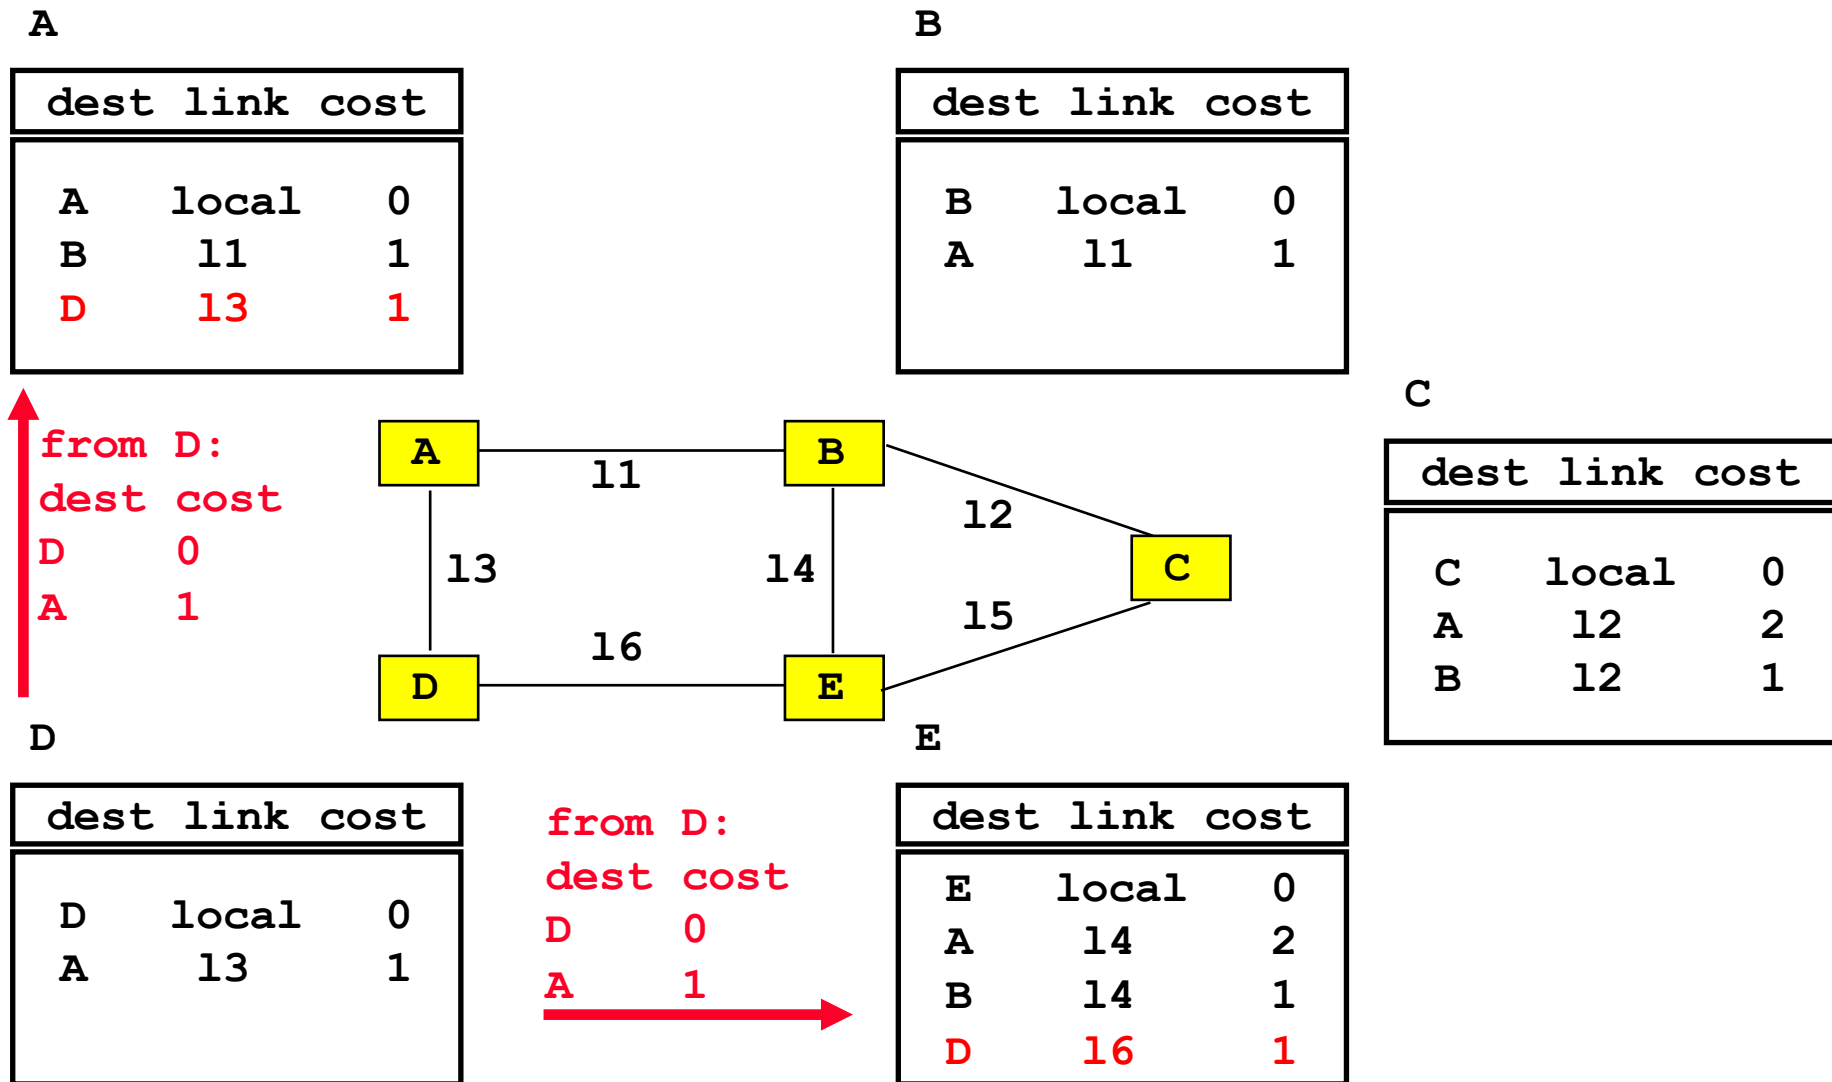 A
dest link cost
A local 0
B l1 1
D l3 1
B
dest link cost
B local 0
A l1 1
from D:
dest cost
D 0
A 1
A
l1
B
l2
l3
l4
C
l5
l6
D
E
C
dest link cost
C local 0
A l2 2
B l2 1
D
dest link cost
D local 0
A l3 1
from D:
dest cost
D 0
A 1
E
dest link cost
E local 0
A l4 2
B l4 1
D l6 1